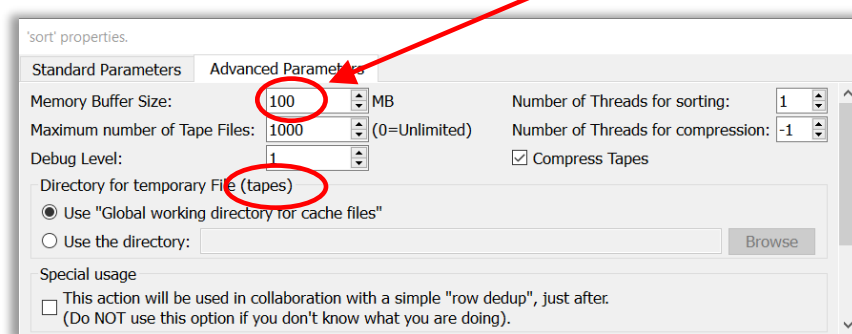 'sort' properties.
Standard Parameters Advanced Parameters
Memory Buffer Size: 100 MB Number of Threads for sorting: 1
Maximum number of Tape Files: 1000 (0=Unlimited) Number of Threads for compression: -1
Debug Level: 1 Compress Tapes
Directory for temporary File (tapes)
Use "Global working directory for cache files"
Use the directory: Browse
Special usage
This action will be used in collaboration with a simple "row dedup", just after.
(Do NOT use this option if you don't know what you are doing).